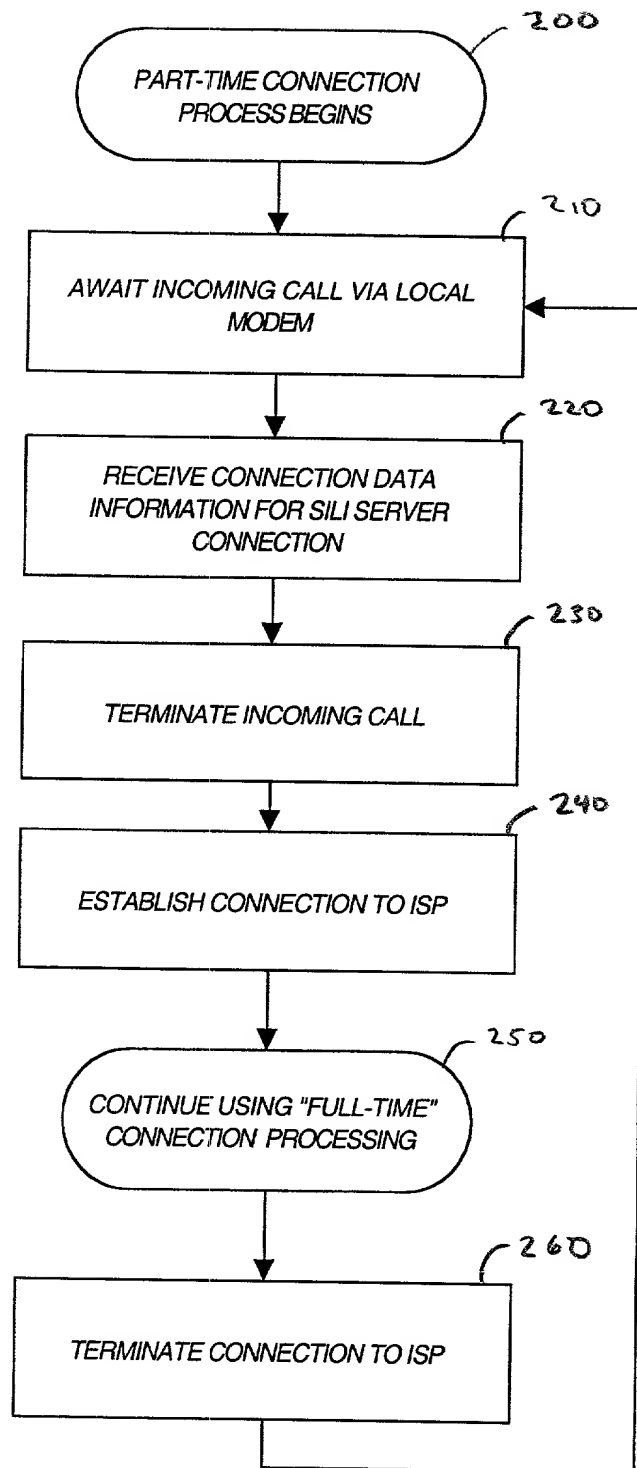 200
PART-TIME CONNECTION
PROCESS BEGINS
210
AWAIT INCOMING CALL VIA LOCAL
MODEM
220
RECEIVE CONNECTION DATA
INFORMATION FOR SILI SERVER
CONNECTION
230
TERMINATE INCOMING CALL
240
ESTABLISH CONNECTION TO ISP
250
CONTINUE USING "FULL-TIME"
CONNECTION PROCESSING
260
TERMINATE CONNECTION TO ISP